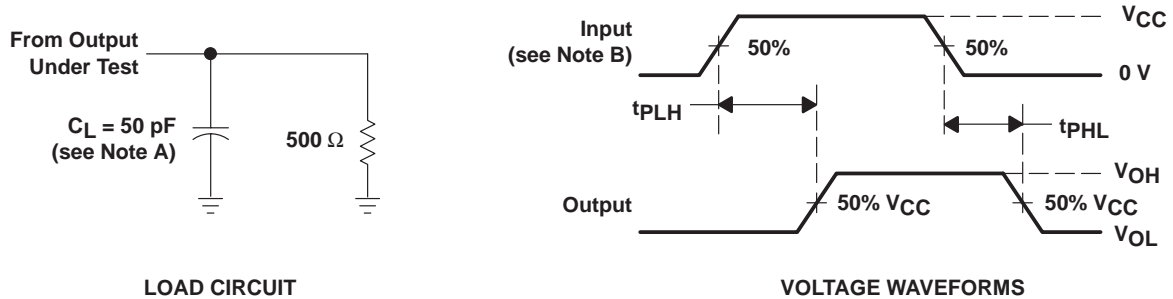 From Output
Under Test
CL = 50 pF
(see Note A)
500 Ω
LOAD CIRCUIT
Input
(see Note B)
50%
50%
VCC
0 V
tPLH
tPHL
Output
50% VCC
VOH
50% VCC
VOL
VOLTAGE WAVEFORMS